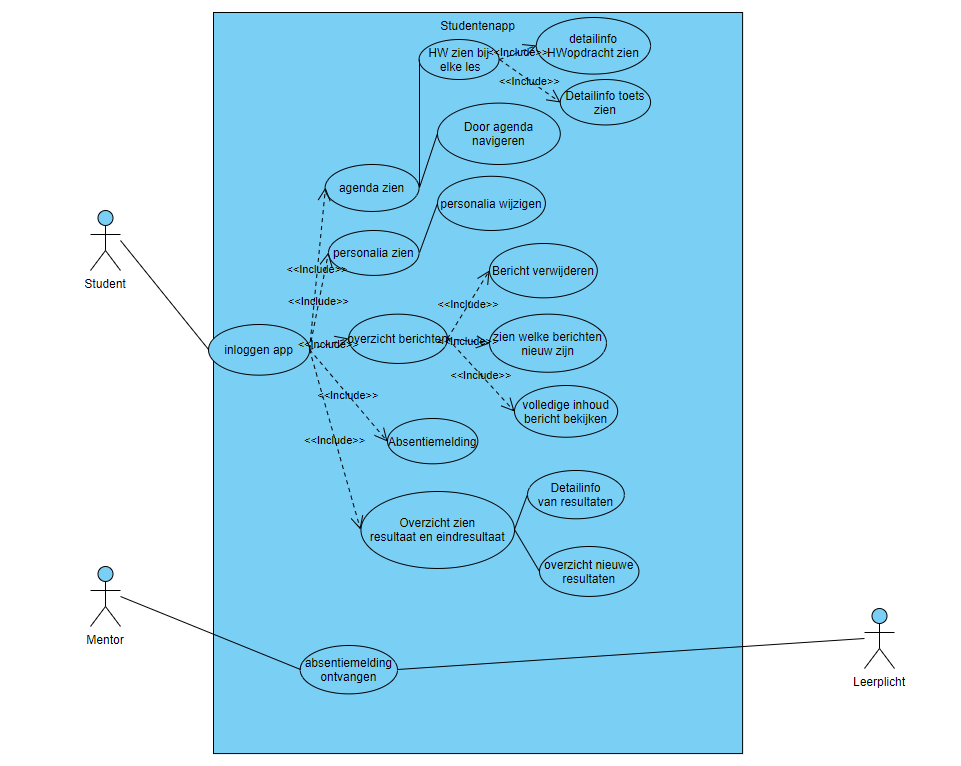 Studentenapp
HW zien bij
elke les
<<Include>>
detailinfo
HWopdracht zien
<<Include>>
Detailinfo toets
zien
Door agenda
navigeren
agenda zien
personalia wijzigen
personalia zien
<<Include>>
<<Include>>
Student
inloggen app
<<Include>>
overzicht berichten
<<Include>>
Bericht verwijderen
<<Include>>
zien welke berichten
nieuw zijn
<<Include>>
volledige inhoud
bericht bekijken
<<Include>>
Absentiemelding
<<Include>>
Overzicht zien
resultaat en eindresultaat
Detailinfo
van resultaten
overzicht nieuwe
resultaten
Mentor
absentiemelding
ontvangen
Leerplicht